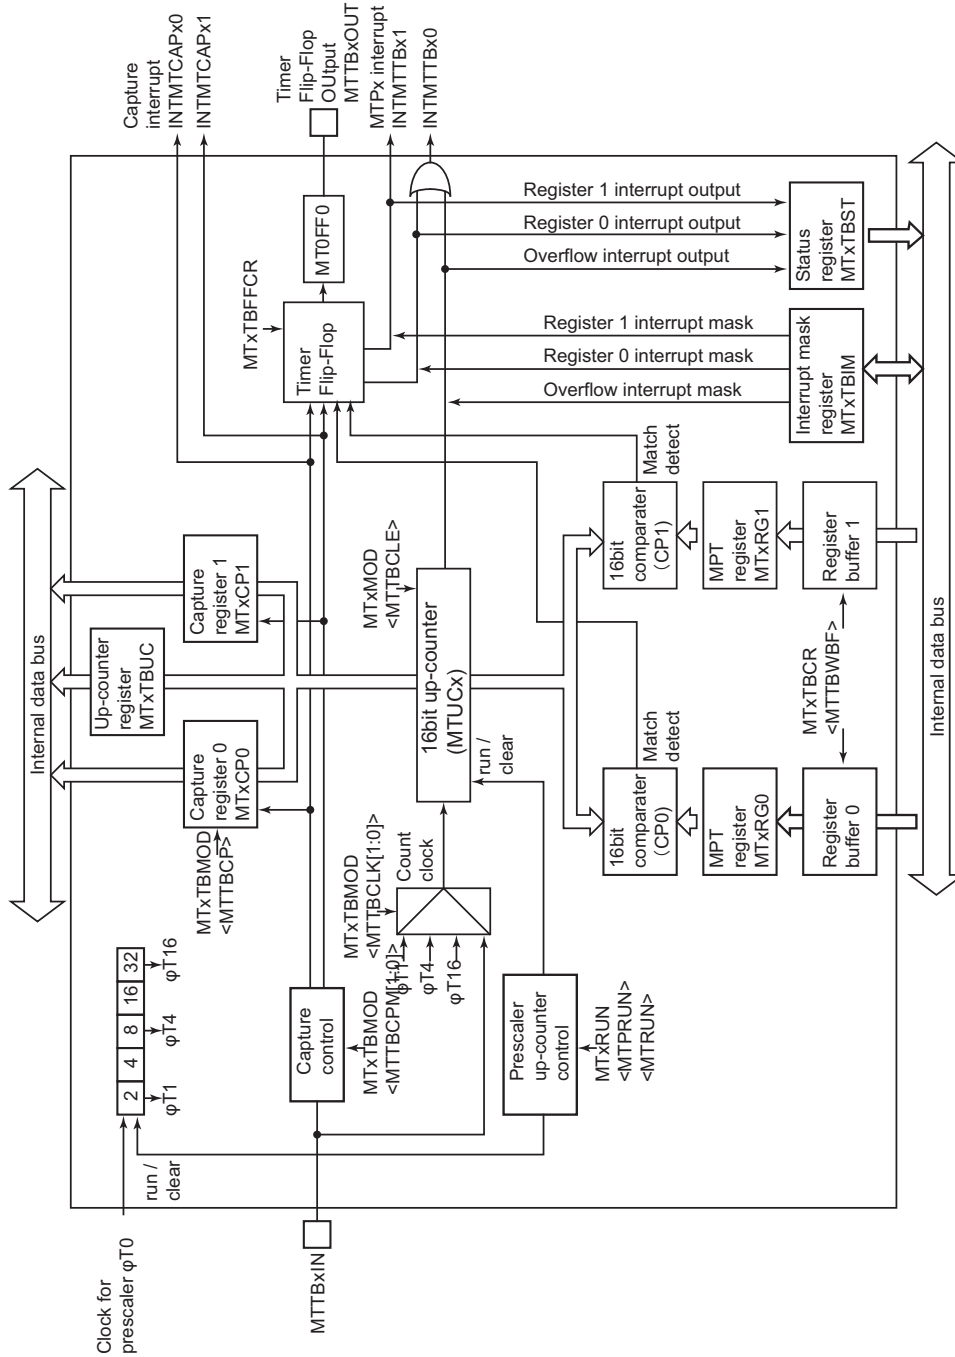 Internal data bus
Clock for
prescaler φT0
run /
clear
2
4
8
16
32
φT1
φT4
φT16
MTxTBMOD
<MTTBCP>
Capture
register 0
MTxCP0
Up-counter
register
MTxTBUC
Capture
register 1
MTxCP1
Capture
interrupt
INTMTCAPx0
INTMTCAPx1
MTTBxIN
Capture
control
MTxTBMOD
<MTTBCPM[1:0]>
MTxTBMOD
<MTTBCLK[1:0]>
φT1
φT4
φT16
Count
clock
16bit up-counter
(MTUCx)
run /
clear
MTxMOD
<MTTBCLE>
MTxTBFFCR
Timer
Flip-Flop
MT0FF0
Timer
Flip-Flop
OUtput
MTTBxOUT
MTPx interrupt
INTMTTBx1
INTMTTBx0
Prescaler
up-counter
control
MTxRUN
<MTPRUN>
<MTRUN>
Match
detect
16bit
comparater
(CP0)
MPT
register
MTxRG0
Register
buffer 0
MTxTBCR
<MTTBWBF>
Match
detect
16bit
comparater
(CP1)
MPT
register
MTxRG1
Register
buffer 1
Overflow interrupt mask
Register 0 interrupt mask
Register 1 interrupt mask
Interrupt mask
register
MTxTBIM
Overflow interrupt output
Register 0 interrupt output
Register 1 interrupt output
Status
register
MTxTBST
Internal data bus